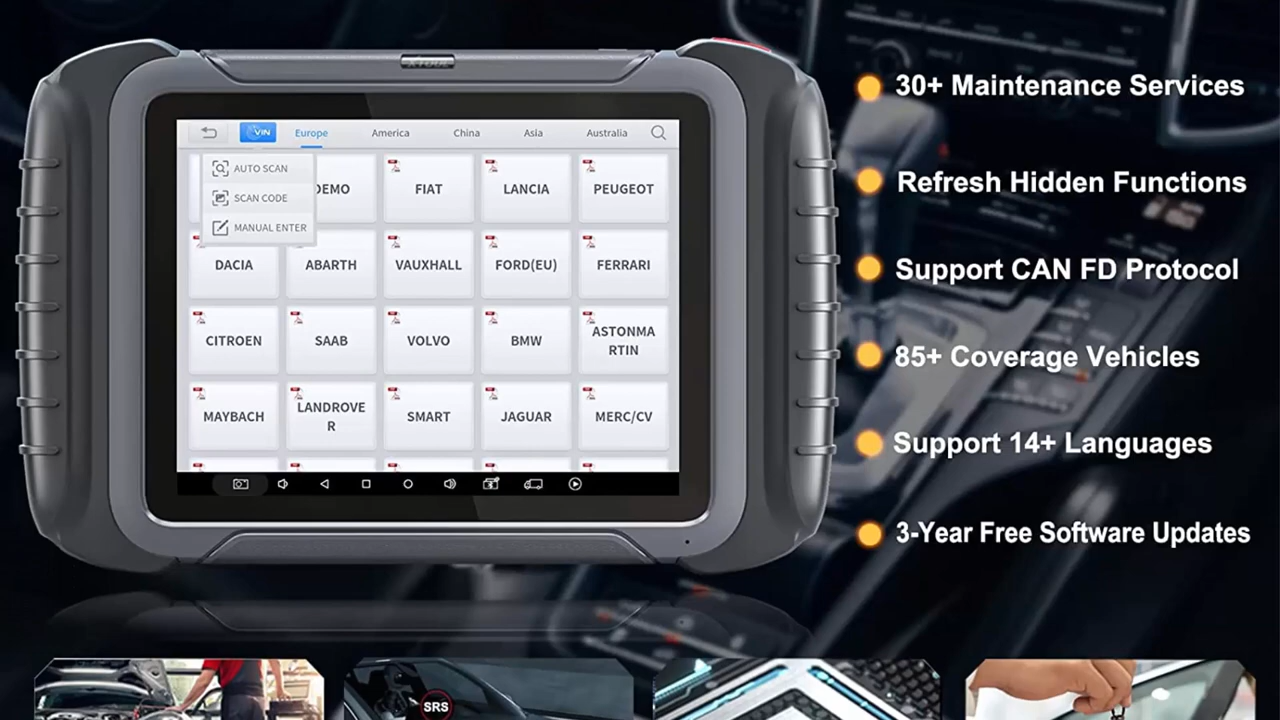 XTOOL
VIN Europe America China Asia Australia
AUTO SCAN
SCAN CODE
MANUAL ENTER
DEMO FIAT LANCIA PEUGEOT
DACIA ABARTH VAUXHALL FORD(EU) FERRARI
CITROEN SAAB VOLVO BMW ASTONMA
RTIN
MAYBACH LANDROVE
R SMART JAGUAR MERC/CV
30+ Maintenance Services
Refresh Hidden Functions
Support CAN FD Protocol
85+ Coverage Vehicles
Support 14+ Languages
3-Year Free Software Updates
SRS